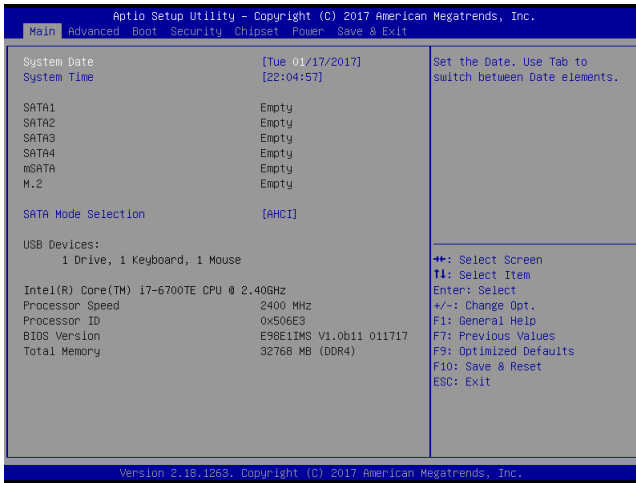 Aptio Setup Utility – Copyright (C) 2017 American Megatrends, Inc.
Main Advanced Boot Security Chipset Power Save & Exit
System Date [Tue 01/17/2017]
System Time [22:04:57]
SATA1 Empty
SATA2 Empty
SATA3 Empty
SATA4 Empty
mSATA Empty
M.2 Empty
SATA Mode Selection [AHCI]
USB Devices:
1 Drive, 1 Keyboard, 1 Mouse
Intel(R) Core(TM) i7-6700TE CPU @ 2.40GHz
Processor Speed 2400 MHz
Processor ID 0x506E3
BIOS Version E98E1IMS V1.0b11 011717
Total Memory 32768 MB (DDR4)
Set the Date. Use Tab to
switch between Date elements.
→←: Select Screen
↑↓: Select Item
Enter: Select
+/-: Change Opt.
F1: General Help
F7: Previous Values
F9: Optimized Defaults
F10: Save & Reset
ESC: Exit
Version 2.18.1263. Copyright (C) 2017 American Megatrends, Inc.